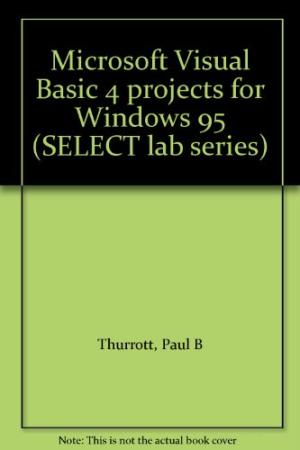 Microsoft Visual
Basic 4 projects for
Windows 95
(SELECT lab series)
Thurrott, Paul B
Note: This is not the actual book cover